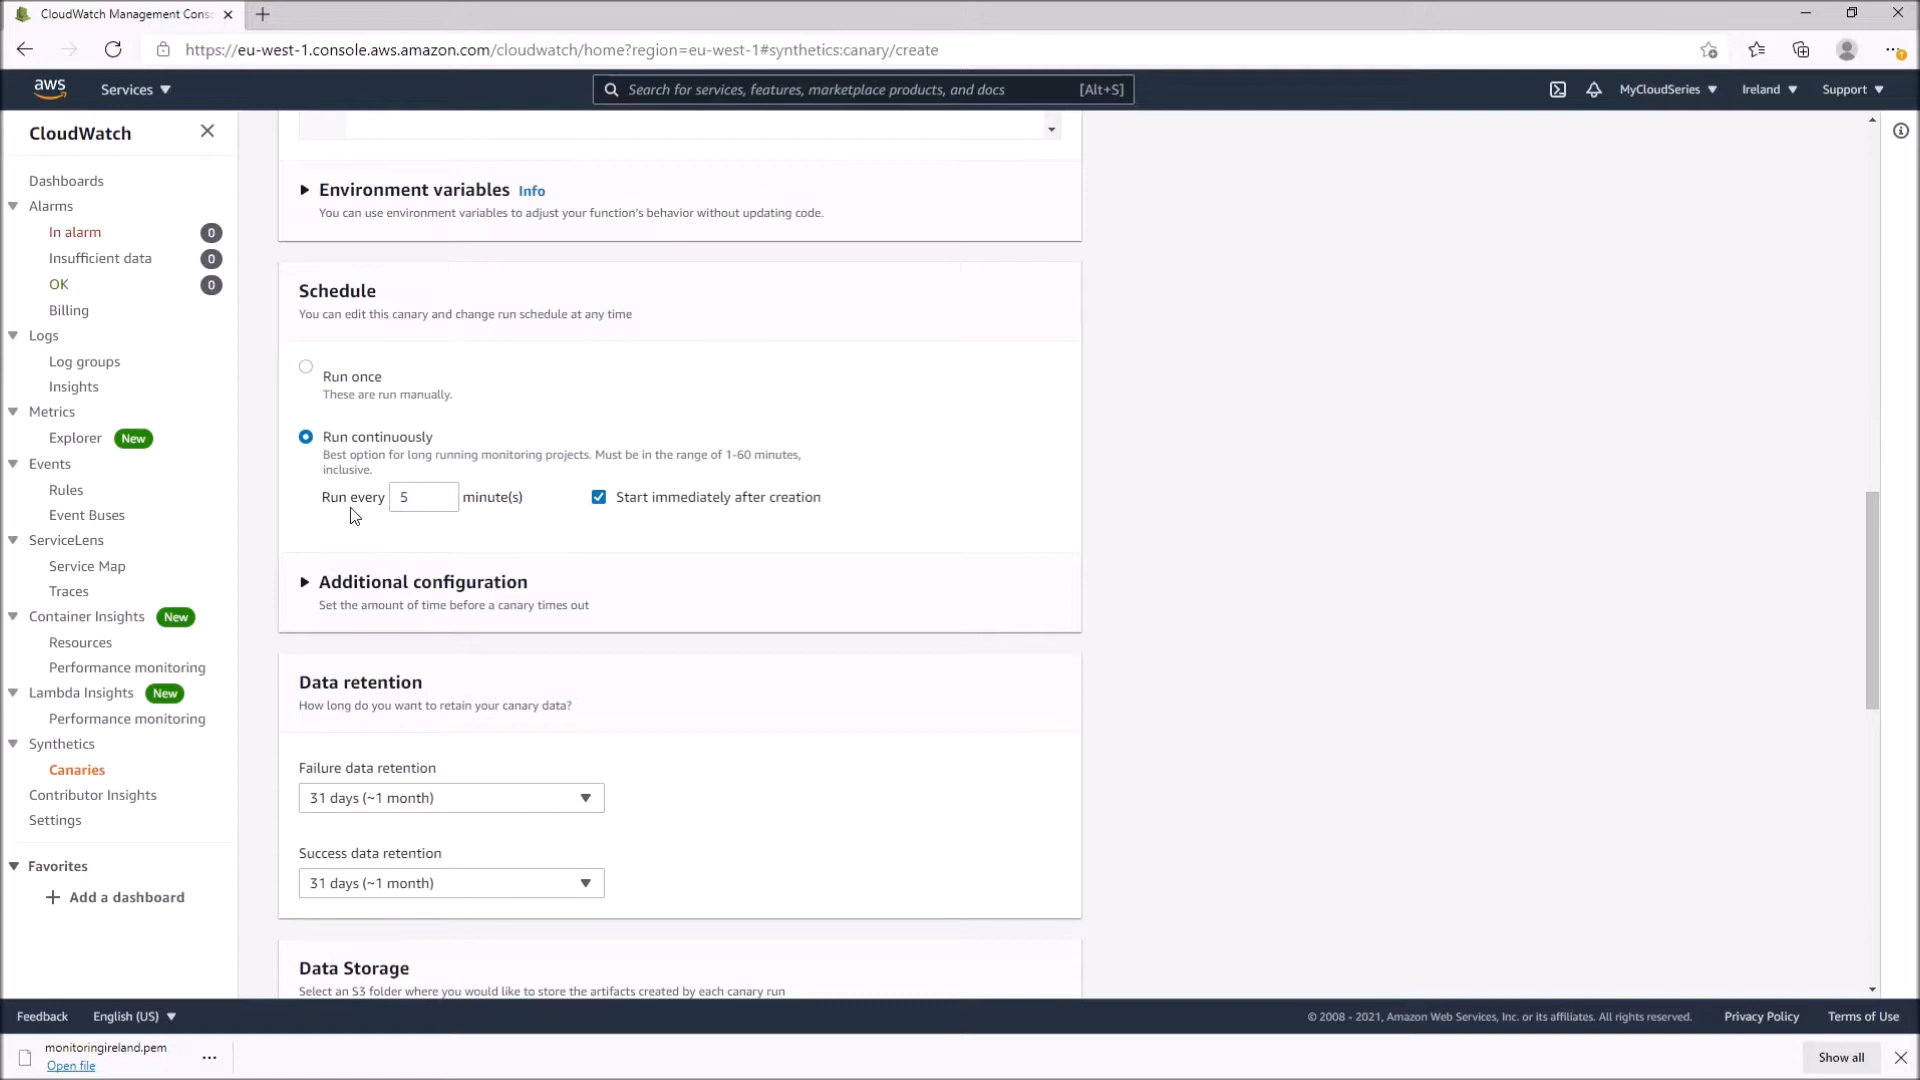 CloudWatch Management Conso
https://eu-west-1.console.aws.amazon.com/cloudwatch/home?region=eu-west-1#synthetics:canary/create
aws
Services
Search for services, features, marketplace products, and docs
[Alt+S]
MyCloudSeries
Ireland
Support
CloudWatch
Dashboards
Alarms
In alarm
0
Insufficient data
0
OK
0
Billing
Logs
Log groups
Insights
Metrics
Explorer
New
Events
Rules
Event Buses
ServiceLens
Service Map
Traces
Container Insights
New
Resources
Performance monitoring
Lambda Insights
New
Performance monitoring
Synthetics
Canaries
Contributor Insights
Settings
Favorites
Add a dashboard
Environment variables Info
You can use environment variables to adjust your function's behavior without updating code.
Schedule
You can edit this canary and change run schedule at any time
Run once
These are run manually.
Run continuously
Best option for long running monitoring projects. Must be in the range of 1-60 minutes,
inclusive.
Run every 5 minute(s)
Start immediately after creation
Additional configuration
Set the amount of time before a canary times out
Data retention
How long do you want to retain your canary data?
Failure data retention
31 days (~1 month)
Success data retention
31 days (~1 month)
Data Storage
Select an S3 folder where you would like to store the artifacts created by each canary run
Feedback
English (US)
© 2008 - 2021, Amazon Web Services, Inc. or its affiliates. All rights reserved.
Privacy Policy
Terms of Use
monitoringireland.pem
Open file
Show all